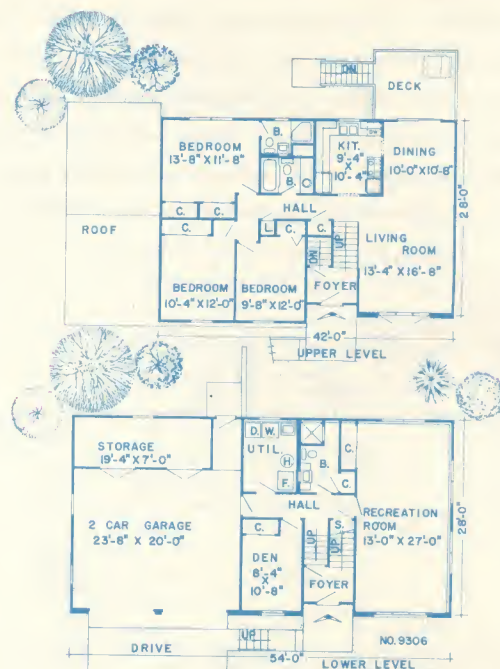 DN
DECK
BEDROOM
13'-8" X 11'-8"
B.
KIT.
9'-4"
X
10'-4"
DINING
10'-0" X 10'-8"
B.
C.
C.
C.
HALL
L
C.
C.
ROOF
DN
UP
LIVING
ROOM
13'-4" X 16'-8"
28'-0"
BEDROOM
10'-4" X 12'-0"
BEDROOM
9'-8" X 12'-0"
FOYER
42'-0"
UPPER LEVEL
STORAGE
19'-4" X 7'-0"
D.
W.
UTIL.
H
F.
B.
C.
C.
HALL
S.
RECREATION
ROOM
13'-0" X 27'-0"
28'-0"
2 CAR GARAGE
23'-8" X 20'-0"
C.
DEN
8'-4"
X
10'-8"
UP
UP
FOYER
UP
DRIVE
54'-0"
NO. 9306
LOWER LEVEL